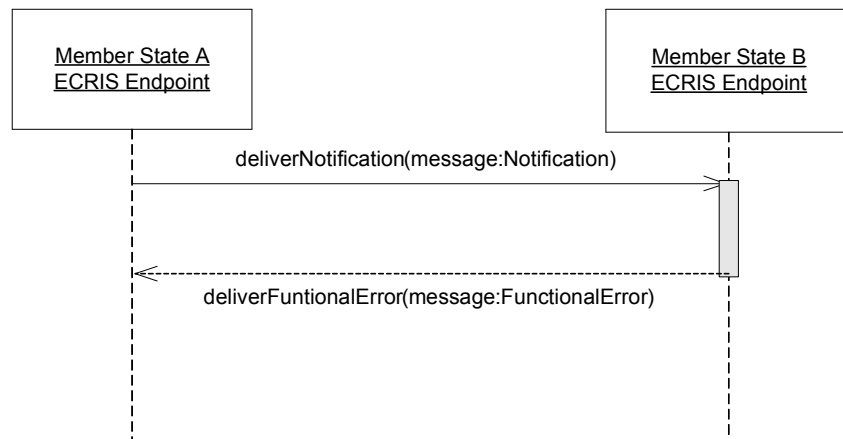 Member State A
ECRIS Endpoint
Member State B
ECRIS Endpoint
deliverNotification(message:Notification)
deliverFuntionalError(message:FunctionalError)